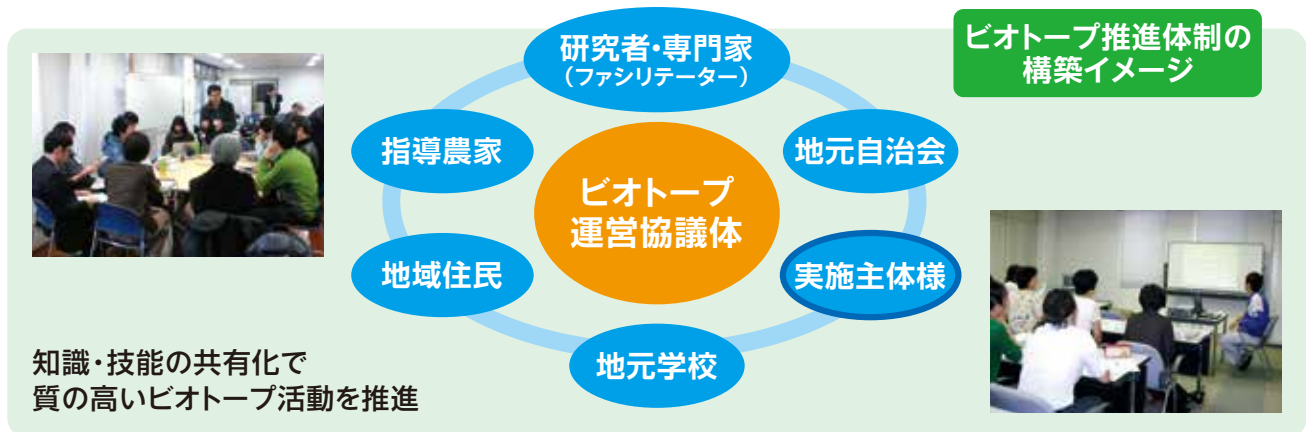 ビオトープ推進体制の
構築イメージ
研究者・専門家
（ファシリテーター）
指導農家
地元自治会
ビオトープ
運営協議体
地域住民
実施主体様
地元学校
知識・技能の共有化で
質の高いビオトープ活動を推進